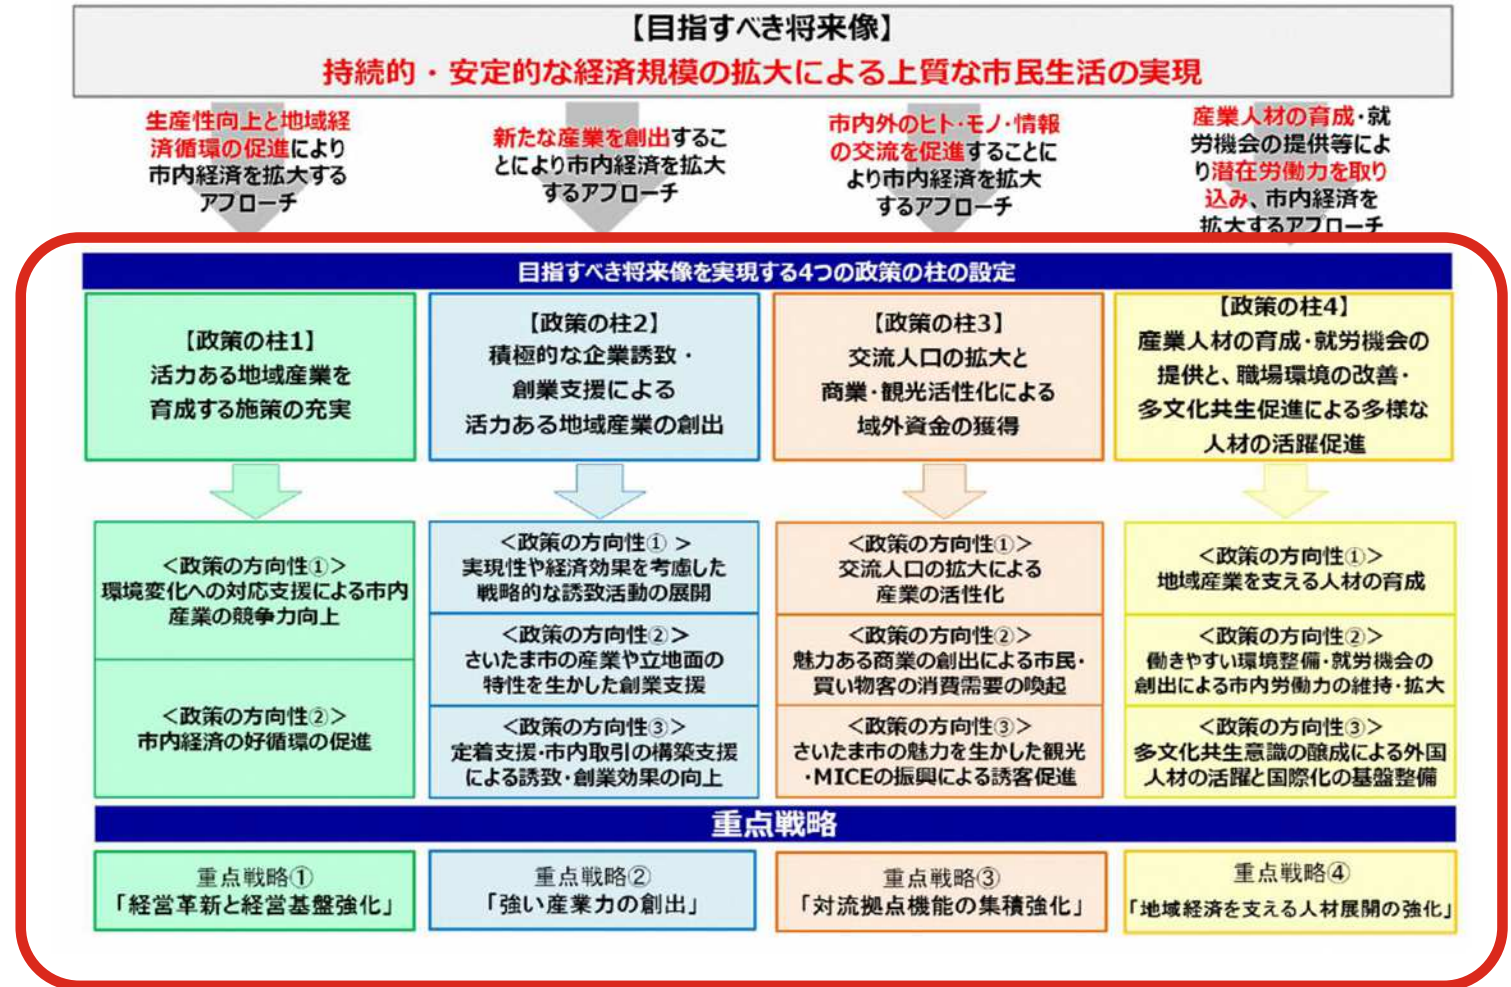 【目指すべき将来像】
持続的・安定的な経済規模の拡大による上質な市民生活の実現
生産性向上と地域経
済循環の促進により
市内経済を拡大する
アプローチ
新たな産業を創出するこ
とにより市内経済を拡大
するアプローチ
市内外のヒト・モノ・情報
の交流を促進することに
より市内経済を拡大
するアプローチ
産業人材の育成・就
労機会の提供等によ
り潜在労働力を取り
込み、市内経済を
拡大するアプローチ
目指すべき将来像を実現する4つの政策の柱の設定
【政策の柱1】
活力ある地域産業を
育成する施策の充実
【政策の柱2】
積極的な企業誘致・
創業支援による
活力ある地域産業の創出
【政策の柱3】
交流人口の拡大と
商業・観光活性化による
域外資金の獲得
【政策の柱4】
産業人材の育成・就労機会の
提供と、職場環境の改善・
多文化共生促進による多様な
人材の活躍促進
<政策の方向性①>
環境変化への対応支援による市内
産業の競争力向上
<政策の方向性②>
市内経済の好循環の促進
<政策の方向性① >
実現性や経済効果を考慮した
戦略的な誘致活動の展開
<政策の方向性②>
さいたま市の産業や立地面の
特性を生かした創業支援
<政策の方向性③>
定着支援・市内取引の構築支援
による誘致・創業効果の向上
<政策の方向性①>
交流人口の拡大による
産業の活性化
<政策の方向性②>
魅力ある商業の創出による市民・
買い物客の消費需要の喚起
<政策の方向性③>
さいたま市の魅力を生かした観光
・MICEの振興による誘客促進
<政策の方向性①>
地域産業を支える人材の育成
<政策の方向性②>
働きやすい環境整備・就労機会の
創出による市内労働力の維持・拡大
<政策の方向性③>
多文化共生意識の醸成による外国
人材の活躍と国際化の基盤整備
重点戦略
重点戦略①
「経営革新と経営基盤強化」
重点戦略②
「強い産業力の創出」
重点戦略③
「対流拠点機能の集積強化」
重点戦略④
「地域経済を支える人材展開の強化」